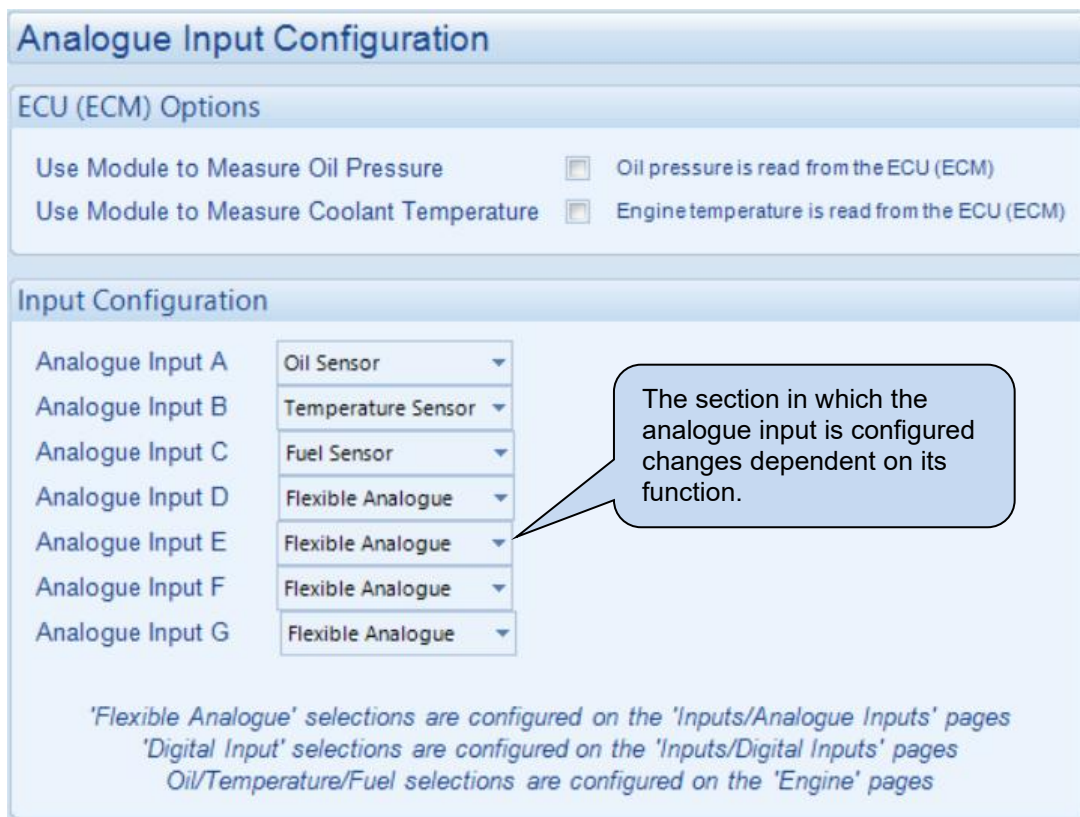 Analogue Input Configuration
ECU (ECM) Options
Use Module to Measure Oil Pressure Oil pressure is read from the ECU (ECM)
Use Module to Measure Coolant Temperature Engine temperature is read from the ECU (ECM)
Input Configuration
Analogue Input A Oil Sensor
Analogue Input B Temperature Sensor
Analogue Input C Fuel Sensor
Analogue Input D Flexible Analogue
Analogue Input E Flexible Analogue
Analogue Input F Flexible Analogue
Analogue Input G Flexible Analogue
The section in which the
analogue input is configured
changes dependent on its
function.
'Flexible Analogue' selections are configured on the 'Inputs/Analogue Inputs' pages
'Digital Input' selections are configured on the 'Inputs/Digital Inputs' pages
Oil/Temperature/Fuel selections are configured on the 'Engine' pages